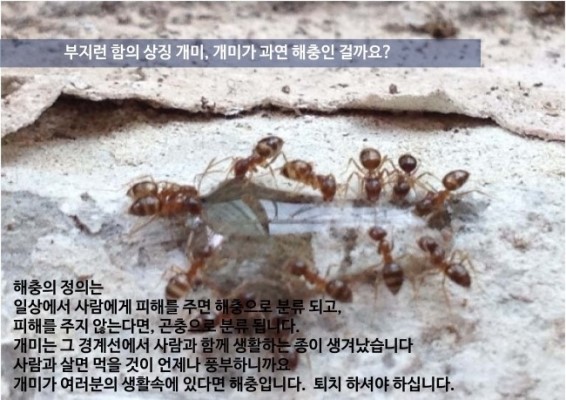 부지런 함의 상징 개미, 개미가 과연 해충인 걸까요?
해충의 정의는
일상에서 사람에게 피해를 주면 해충으로 분류 되고,
피해를 주지 않는다면, 곤충으로 분류 됩니다.
개미는 그 경계선에서 사람과 함께 생활하는 종이 생겨났습니다
사람과 살면 먹을 것이 언제나 풍부하니까요
개미가 여러분의 생활속에 있다면 해충입니다. 퇴치 하셔야 하십니다.